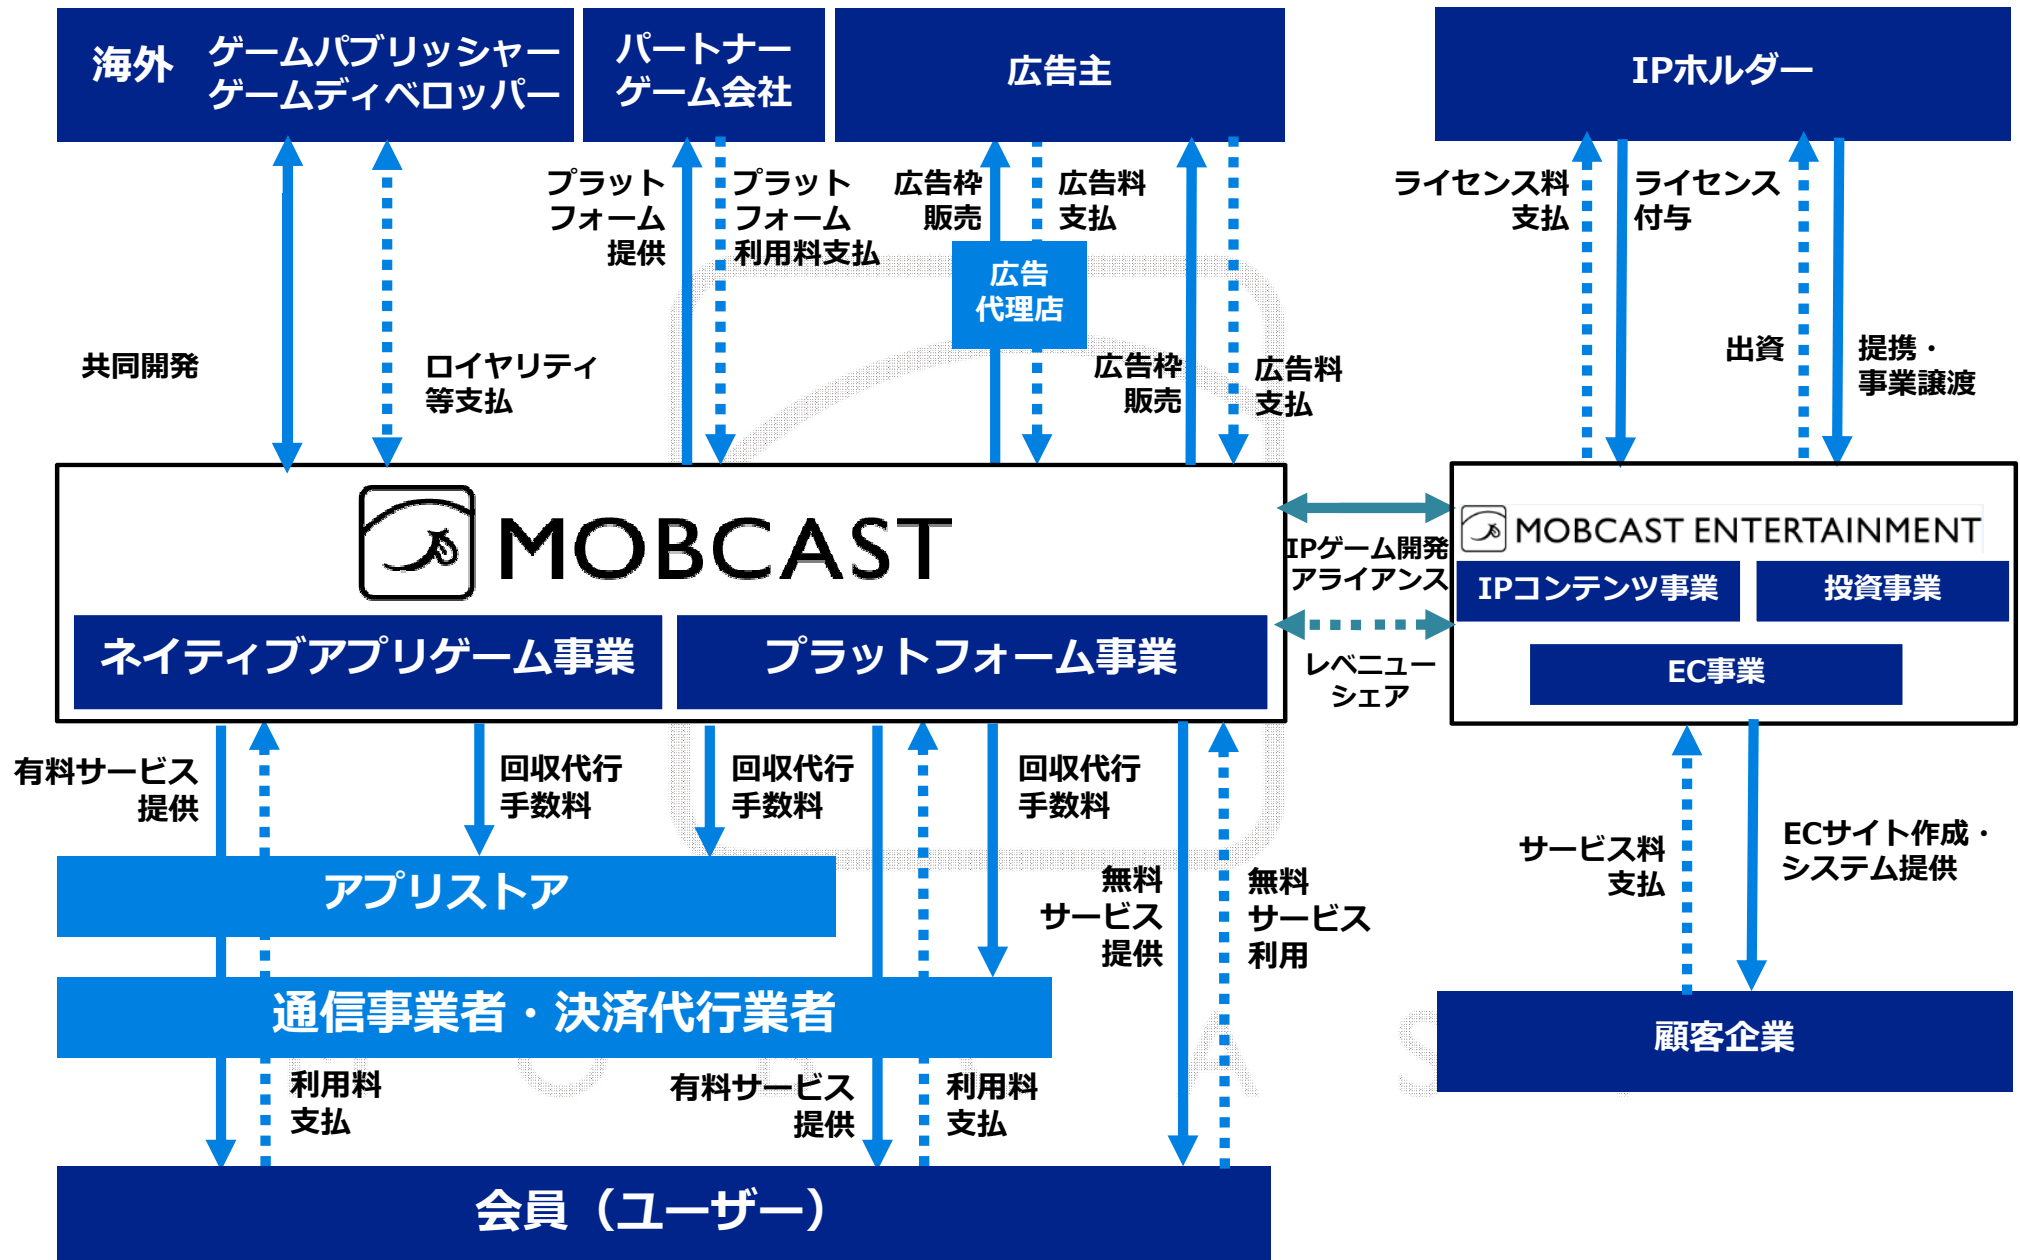 海外
ゲームパブリッシャー
ゲームディベロッパー
パートナー
ゲーム会社
広告主
IPホルダー
プラット
フォーム
提供
プラット
フォーム
利用料支払
広告枠
販売
広告料
支払
ライセンス料
支払
ライセンス
付与
広告
代理店
共同開発
ロイヤリティ
等支払
広告枠
販売
広告料
支払
出資
提携・
事業譲渡
MOBCAST
ネイティブアプリゲーム事業
プラットフォーム事業
IPゲーム開発
アライアンス
レベニュー
シェア
MOBCAST ENTERTAINMENT
IPコンテンツ事業
投資事業
EC事業
有料サービス
提供
回収代行
手数料
回収代行
手数料
回収代行
手数料
アプリストア
無料
サービス
提供
無料
サービス
利用
サービス料
支払
ECサイト作成・
システム提供
通信事業者・決済代行業者
顧客企業
利用料
支払
有料サービス
提供
利用料
支払
会員（ユーザー）